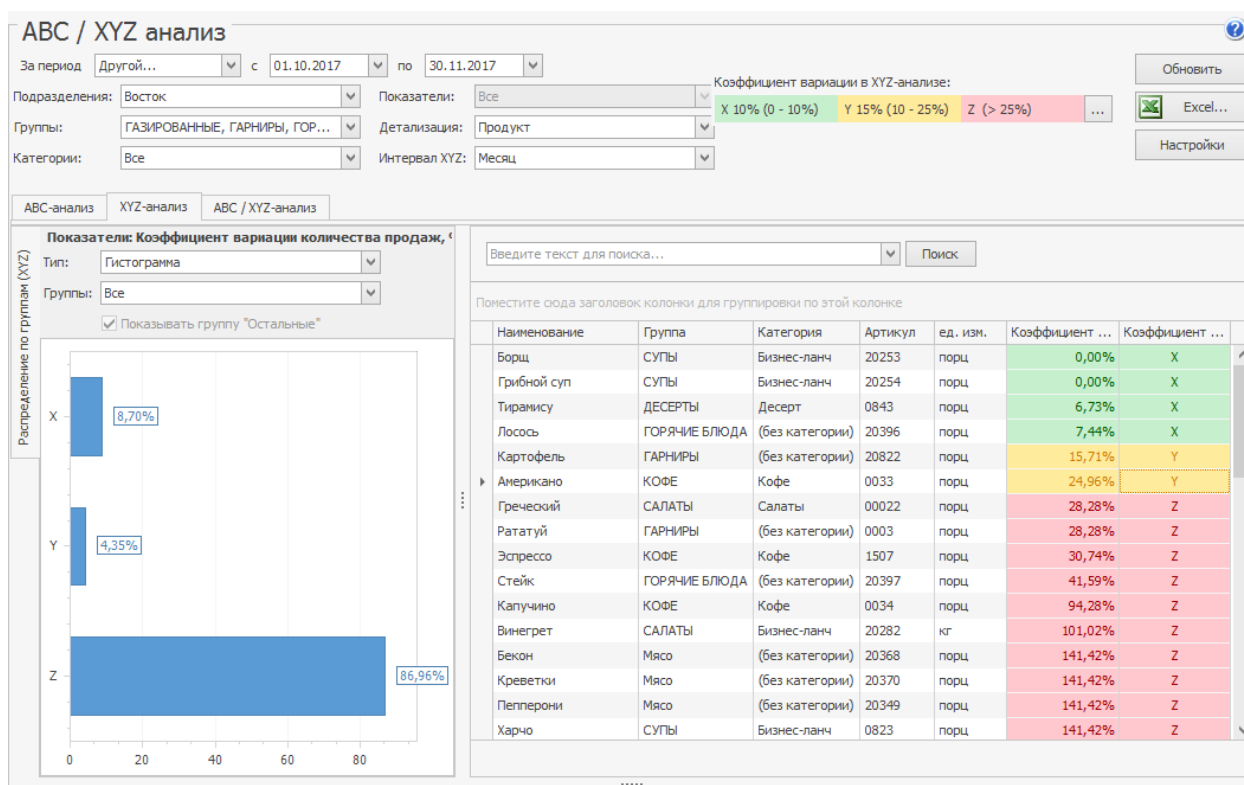 ABC / XYZ анализ
За период Другой... с 01.10.2017 по 30.11.2017
Обновить
Подразделения: Восток Показатели: Все
Коэффициент вариации в XYZ-анализе:
X 10% (0 - 10%) Y 15% (10 - 25%) Z (> 25%) ...
Excel...
Группы: ГАЗИРОВАННЫЕ, ГАРНИРЫ, ГОР... Детализация: Продукт
Категории: Все Интервал XYZ: Месяц
Настройки
ABC-анализ XYZ-анализ ABC / XYZ-анализ
Распределение по группам (XYZ)
Показатели: Коэффициент вариации количества продаж,
Тип: Гистограмма
Группы: Все
Показывать группу "Остальные"
X 8,70%
Y 4,35%
Z 86,96%
0 20 40 60 80
Введите текст для поиска... Поиск
Поместите сюда заголовок колонки для группировки по этой колонке
Наименование Группа Категория Артикул ед. изм. Коэффициент ... Коэффициент ...
Борщ СУПЫ Бизнес-ланч 20253 порц 0,00% X
Грибной суп СУПЫ Бизнес-ланч 20254 порц 0,00% X
Тирамису ДЕСЕРТЫ Десерт 0843 порц 6,73% X
Лосось ГОРЯЧИЕ БЛЮДА (без категории) 20396 порц 7,44% X
Картофель ГАРНИРЫ (без категории) 20822 порц 15,71% Y
Американо КОФЕ Кофе 0033 порц 24,96% Y
Греческий САЛАТЫ Салаты 00022 порц 28,28% Z
Рататуй ГАРНИРЫ (без категории) 0003 порц 28,28% Z
Эспрессо КОФЕ Кофе 1507 порц 30,74% Z
Стейк ГОРЯЧИЕ БЛЮДА (без категории) 20397 порц 41,59% Z
Капучино КОФЕ Кофе 0034 порц 94,28% Z
Винегрет САЛАТЫ Бизнес-ланч 20282 кг 101,02% Z
Бекон Мясо (без категории) 20368 порц 141,42% Z
Креветки Мясо (без категории) 20370 порц 141,42% Z
Пепперони Мясо (без категории) 20349 порц 141,42% Z
Харчо СУПЫ Бизнес-ланч 0823 порц 141,42% Z